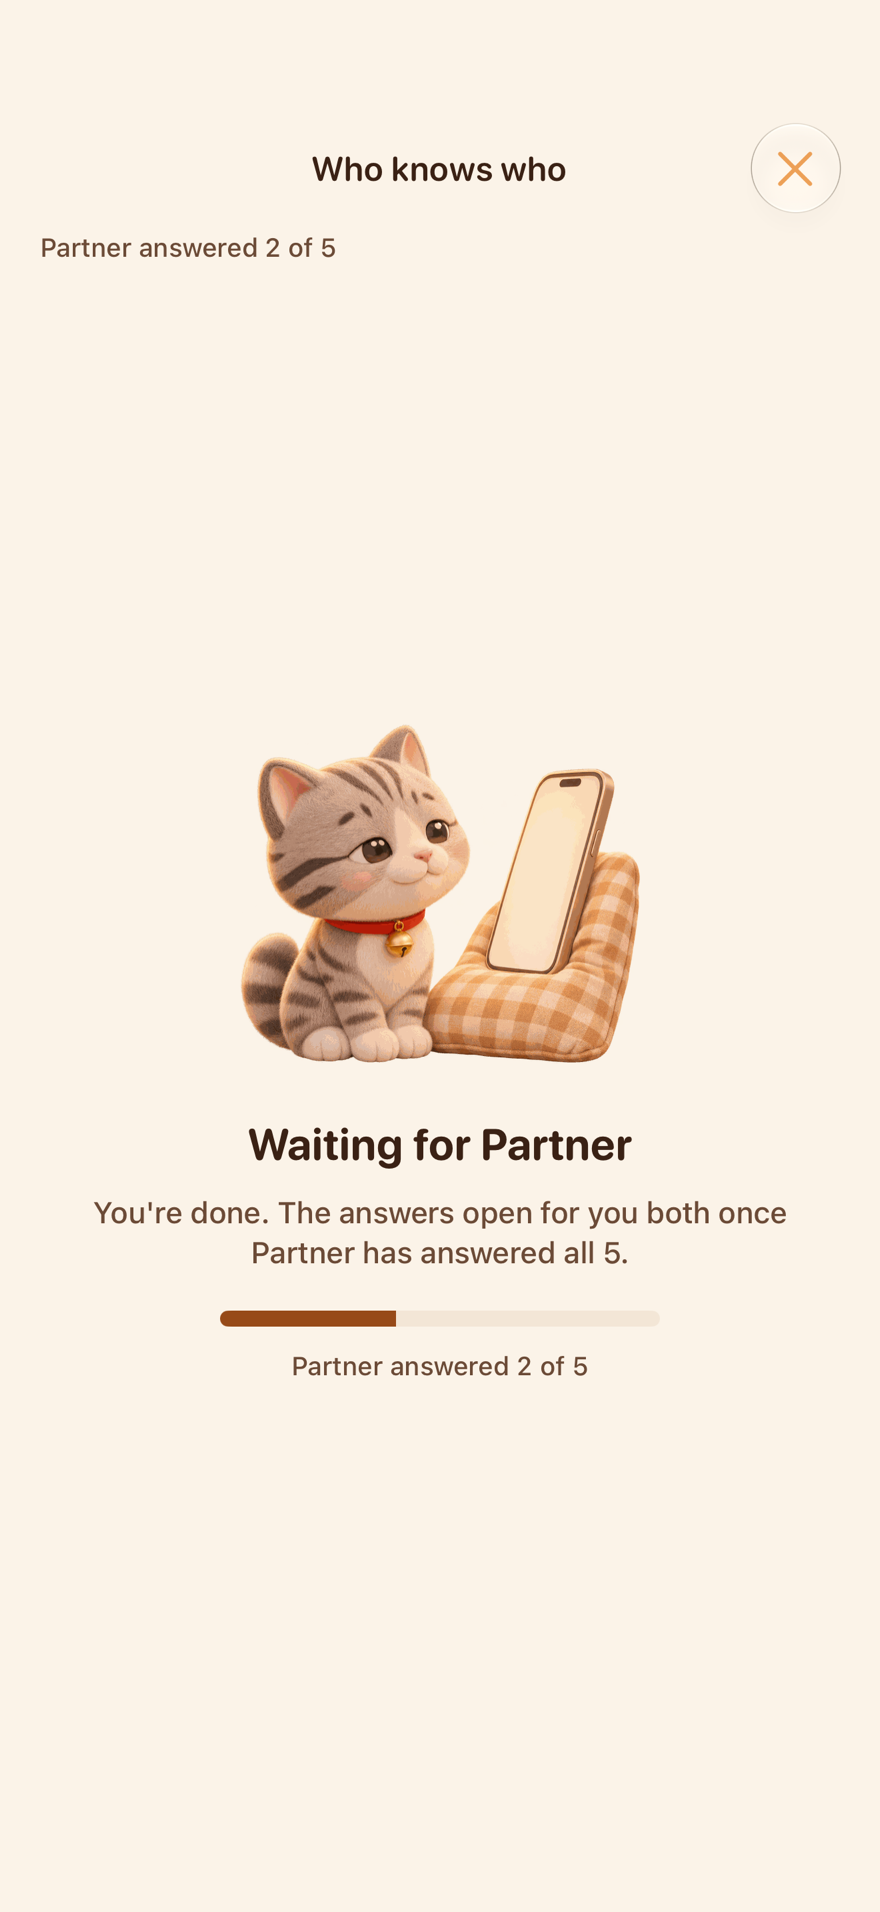 Who knows who
Partner answered 2 of 5
Waiting for Partner
You're done. The answers open for you both once
Partner has answered all 5.
Partner answered 2 of 5